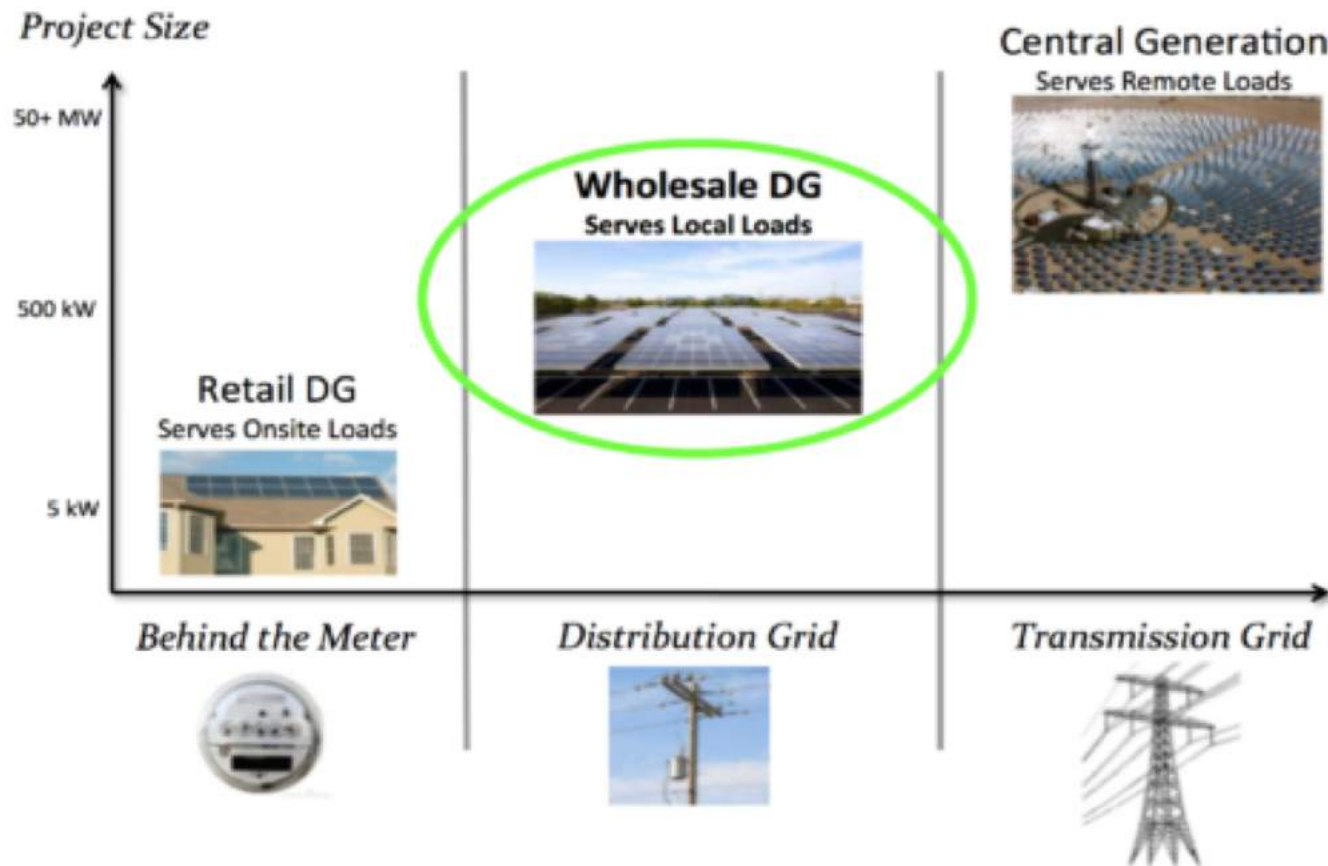 Project Size
50+ MW
500 kW
5 kW
Retail DG
Serves Onsite Loads
Wholesale DG
Serves Local Loads
Central Generation
Serves Remote Loads
Behind the Meter
Distribution Grid
Transmission Grid